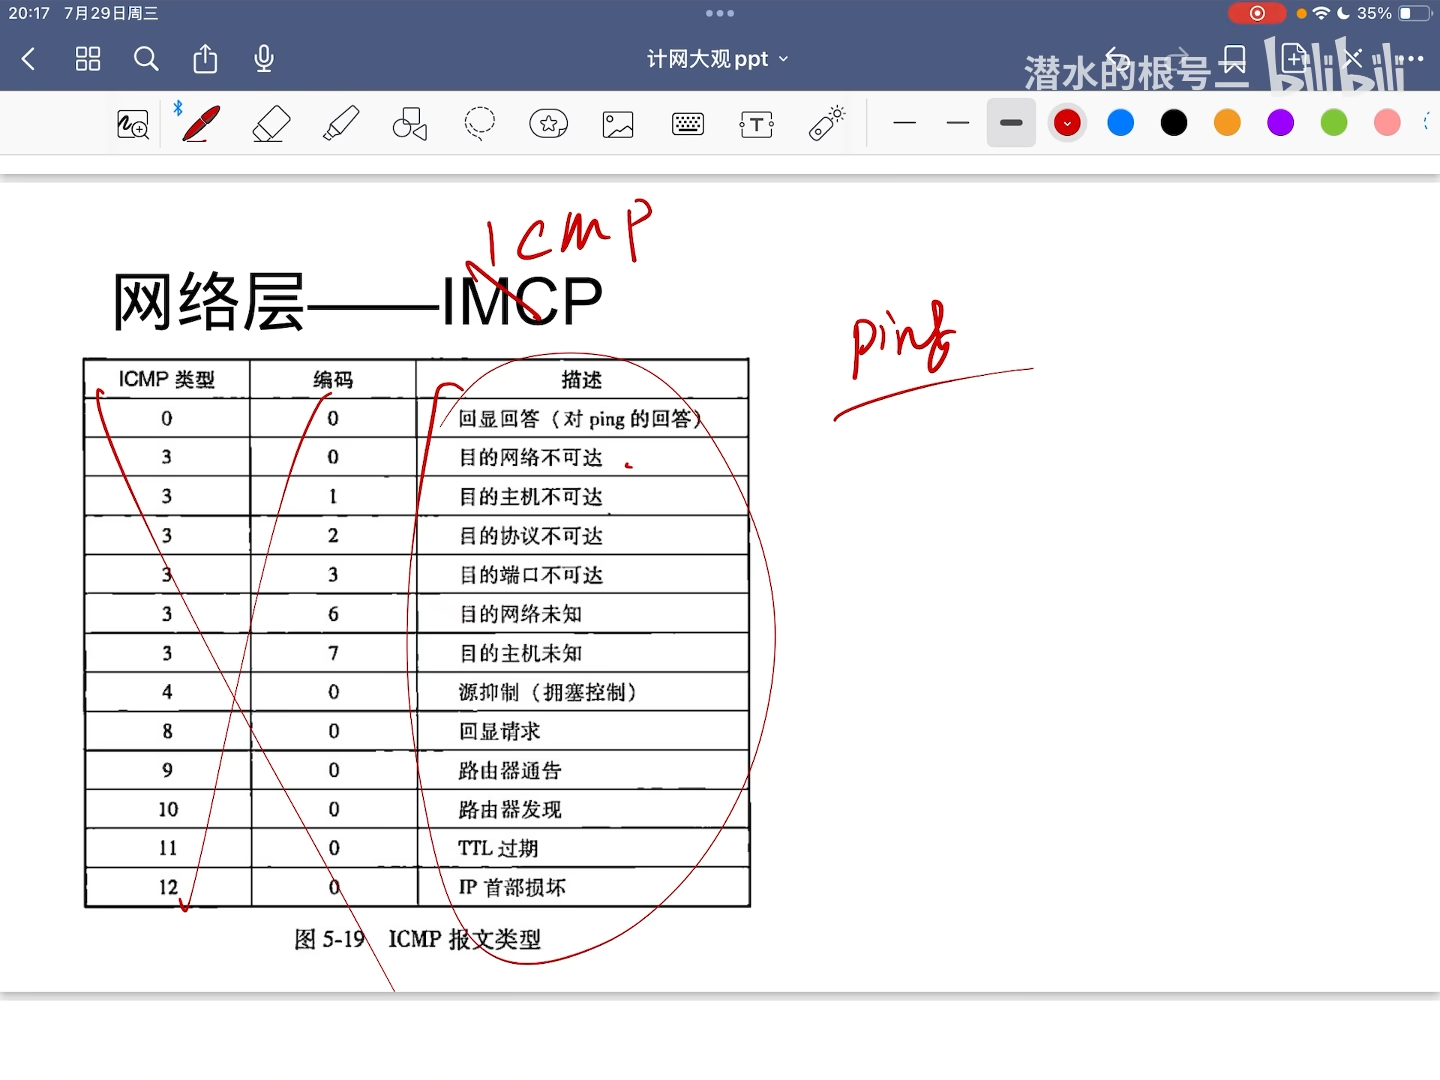 20:17 7月29日周三
35%
计网大观ppt
潜水的根号二 bilibili
ICMP
网络层——IMCP
ping
ICMP 类型 编码 描述
0 0 回显回答（对 ping 的回答）
3 0 目的网络不可达
3 1 目的主机不可达
3 2 目的协议不可达
3 3 目的端口不可达
3 6 目的网络未知
3 7 目的主机未知
4 0 源抑制（拥塞控制）
8 0 回显请求
9 0 路由器通告
10 0 路由器发现
11 0 TTL 过期
12 0 IP 首部损坏
图 5-19 ICMP 报文类型